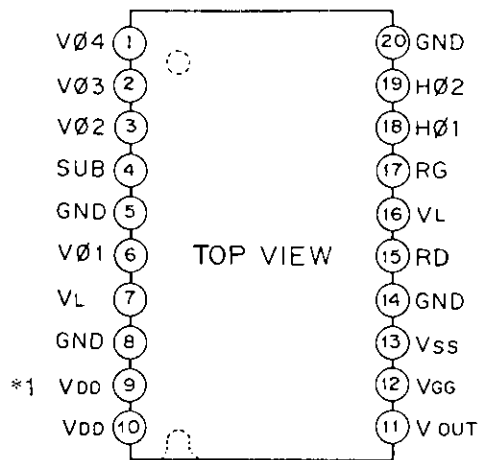 VØ4 1 20 GND
VØ3 2 19 HØ2
VØ2 3 18 HØ1
SUB 4 17 RG
GND 5 16 VL
VØ1 6 TOP VIEW 15 RD
VL 7 14 GND
GND 8 13 VSS
*1 VDD 9 12 VGG
VDD 10 11 V OUT